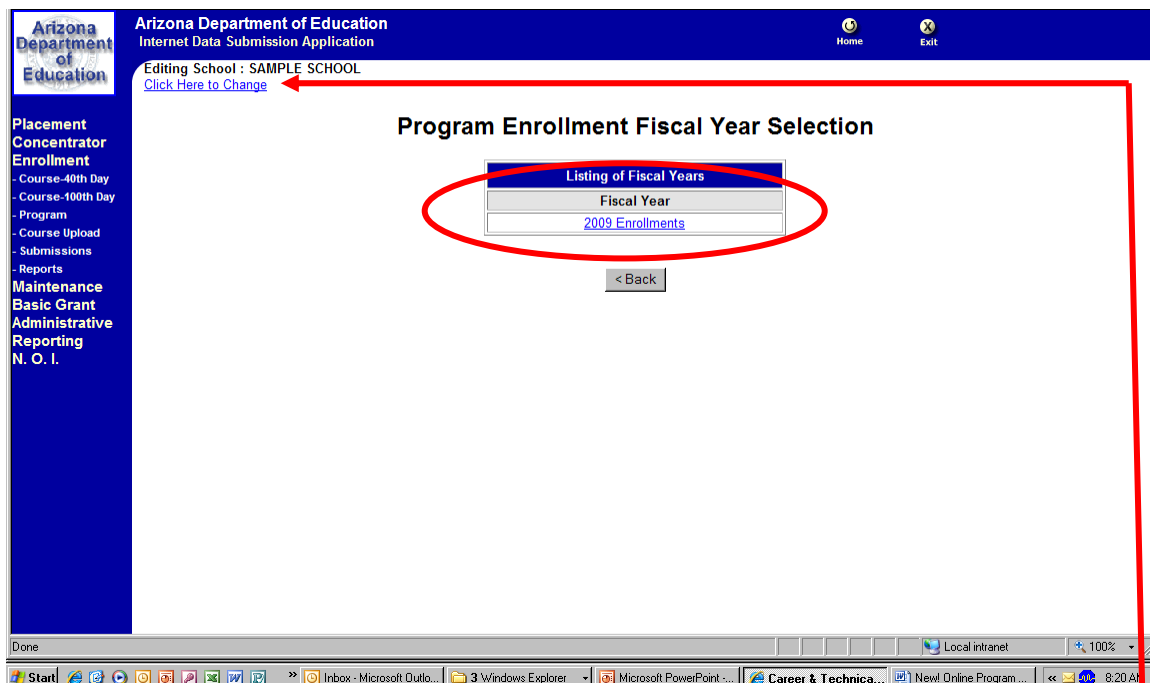 Arizona
Department
of
Education
Arizona Department of Education
Internet Data Submission Application
Home
Exit
Editing School : SAMPLE SCHOOL
Click Here to Change
Placement
Concentrator
Enrollment
- Course-40th Day
- Course-100th Day
- Program
- Course Upload
- Submissions
- Reports
Maintenance
Basic Grant
Administrative
Reporting
N. O. I.
Program Enrollment Fiscal Year Selection
Listing of Fiscal Years
Fiscal Year
2009 Enrollments
< Back
Done
Local intranet
100%
Start
Inbox - Microsoft Outlo...
3 Windows Explorer
Microsoft PowerPoint -...
Career & Technica...
New! Online Program ...
8:20 AM